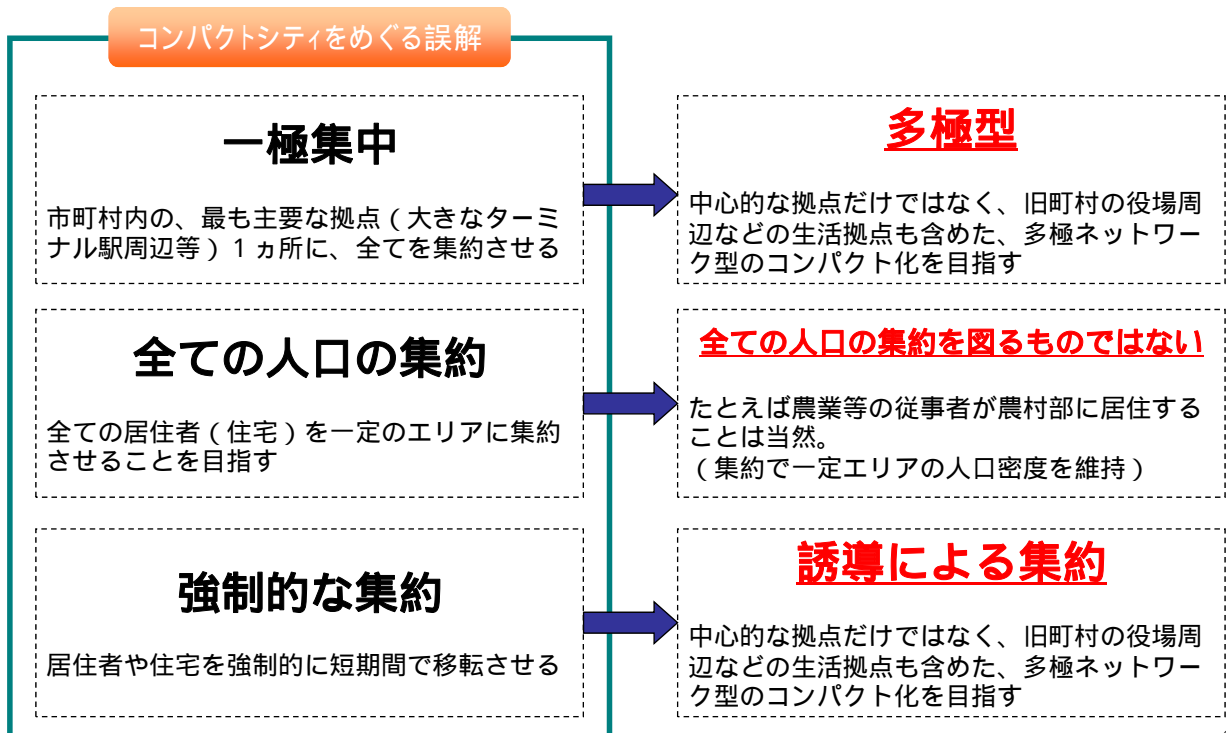 コンパクトシティをめぐる誤解
一極集中
市町村内の、最も主要な拠点（大きなターミ
ナル駅周辺等）１ヵ所に、全てを集約させる
多極型
中心的な拠点だけではなく、旧町村の役場周
辺などの生活拠点も含めた、多極ネットワー
ク型のコンパクト化を目指す
全ての人口の集約
全ての居住者（住宅）を一定のエリアに集約
させることを目指す
全ての人口の集約を図るものではない
たとえば農業等の従事者が農村部に居住する
ことは当然。
（集約で一定エリアの人口密度を維持）
強制的な集約
居住者や住宅を強制的に短期間で移転させる
誘導による集約
中心的な拠点だけではなく、旧町村の役場周
辺などの生活拠点も含めた、多極ネットワー
ク型のコンパクト化を目指す